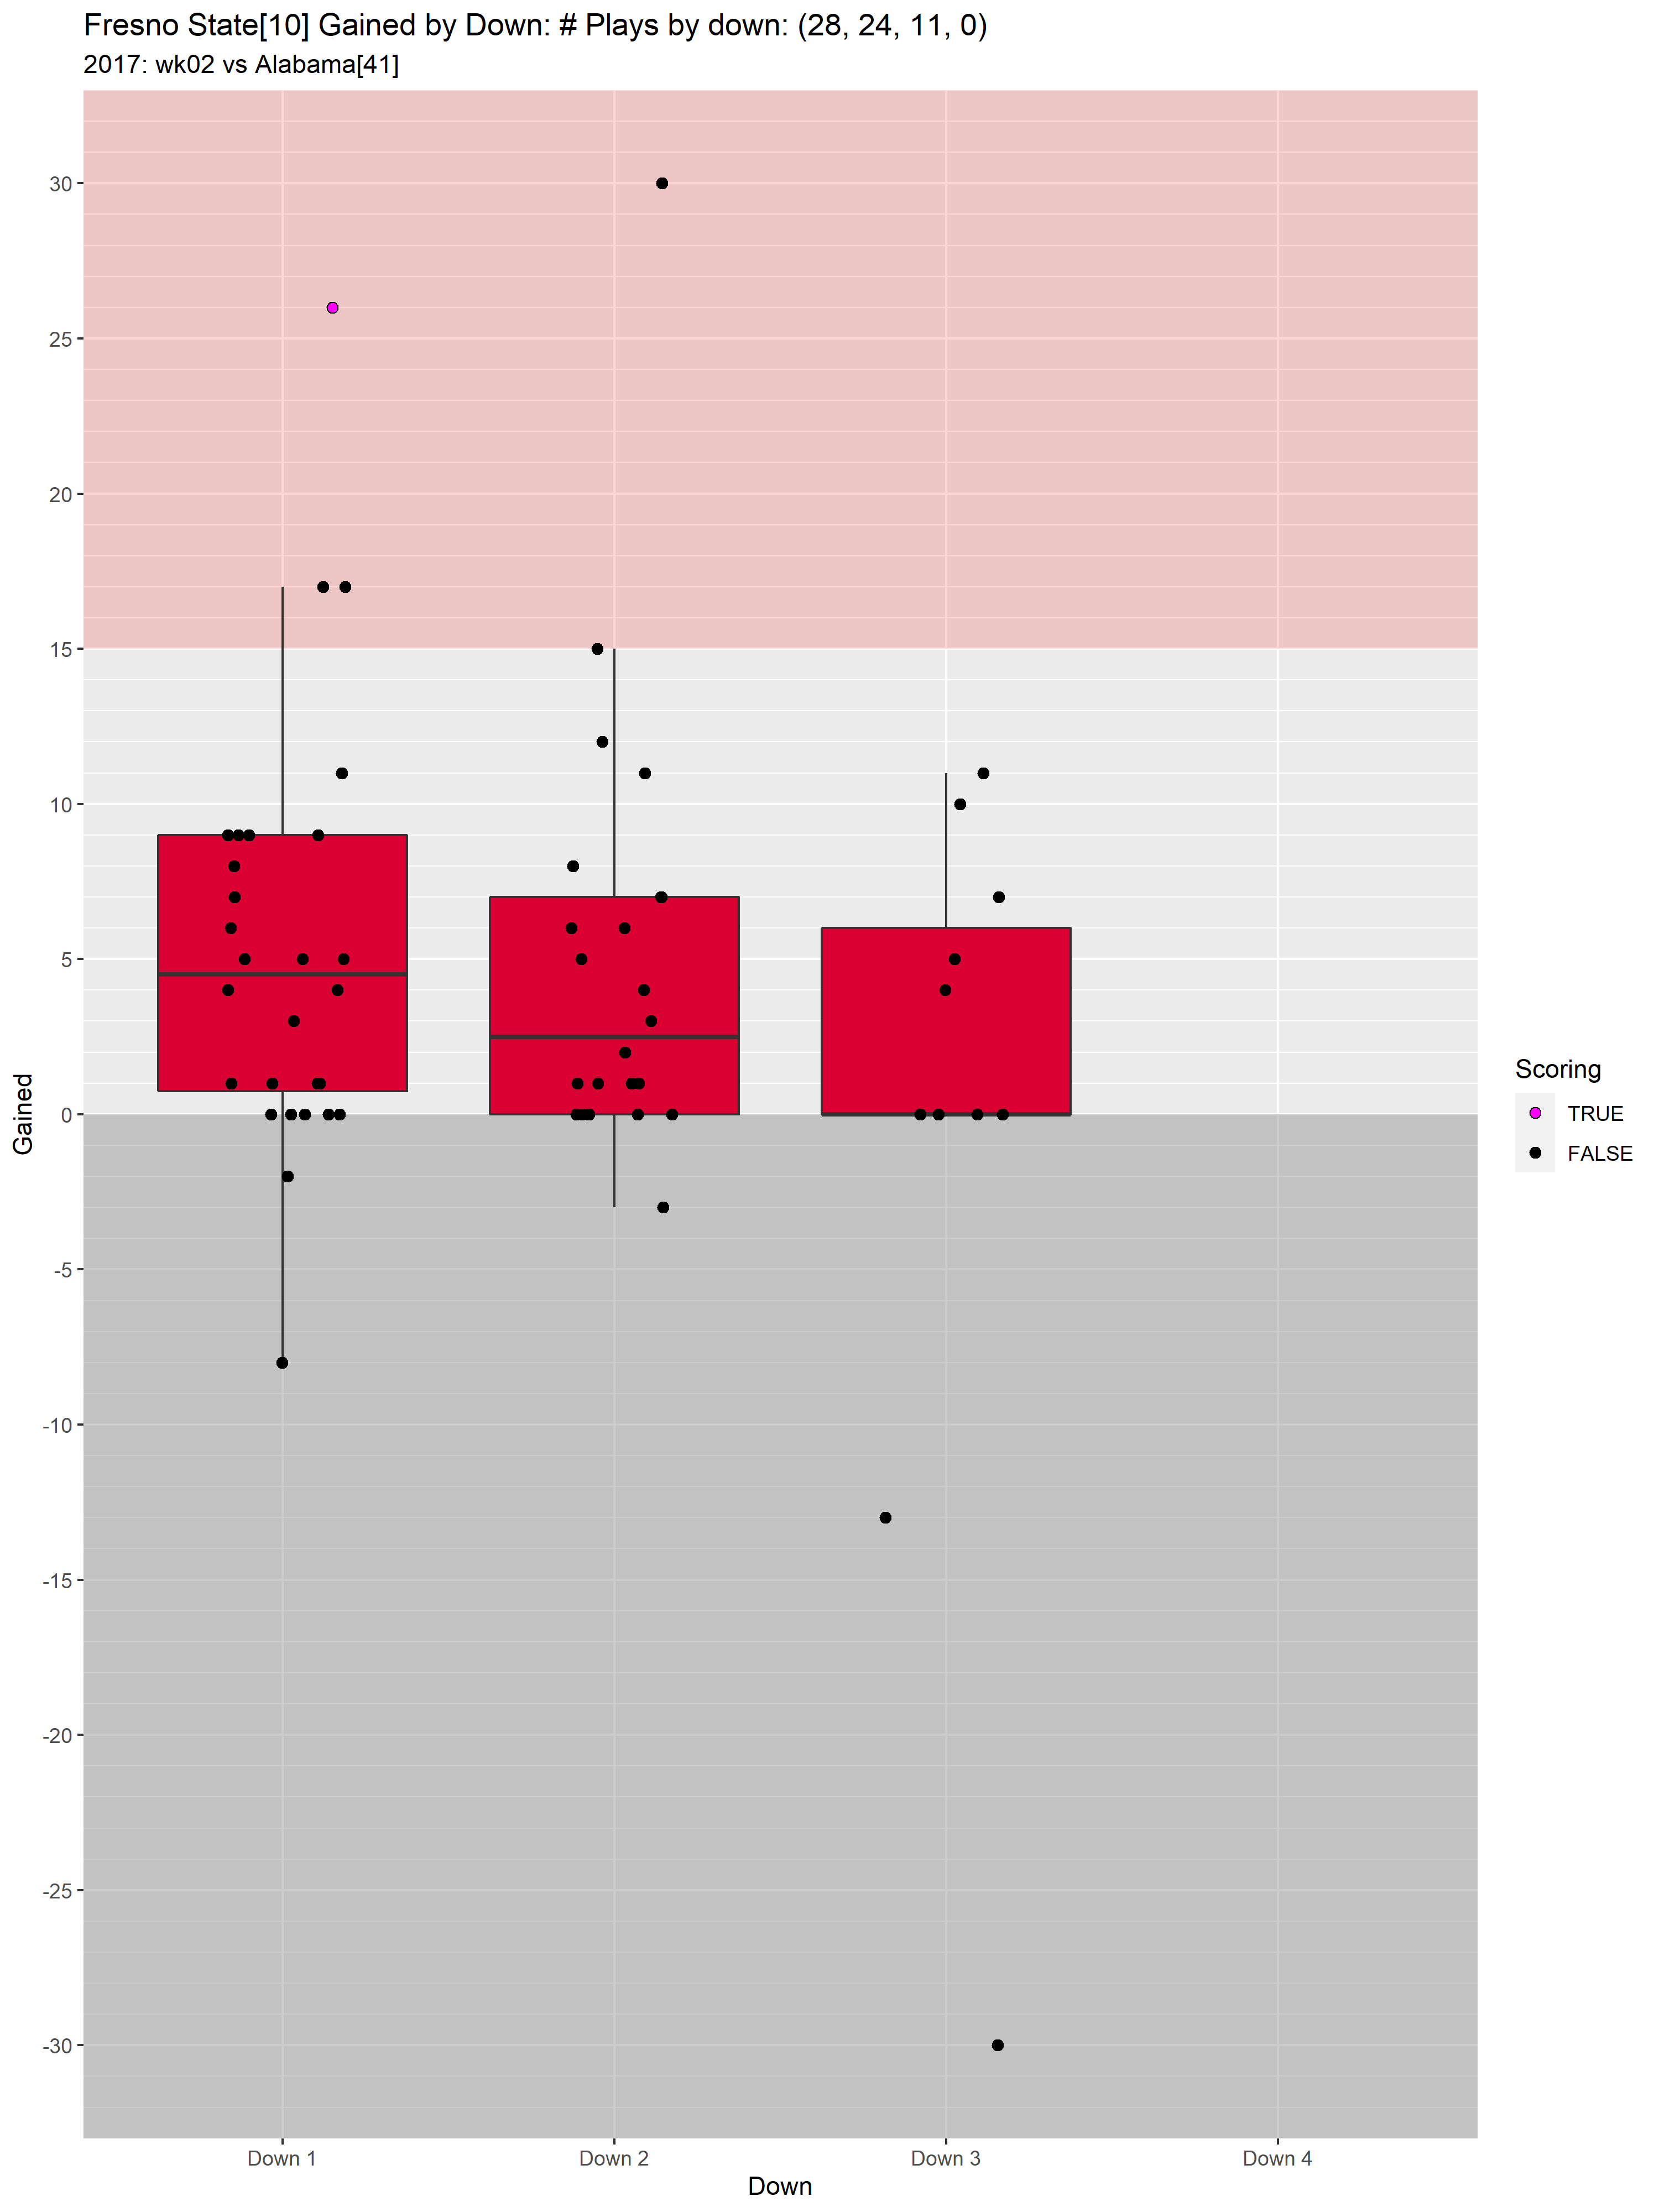 Fresno State[10] Gained by Down: # Plays by down: (28, 24, 11, 0)
2017: wk02 vs Alabama[41]
30
25
20
15
10
5
0
-5
-10
-15
-20
-25
-30
Gained
Down 1
Down 2
Down 3
Down 4
Down
Scoring
TRUE
FALSE